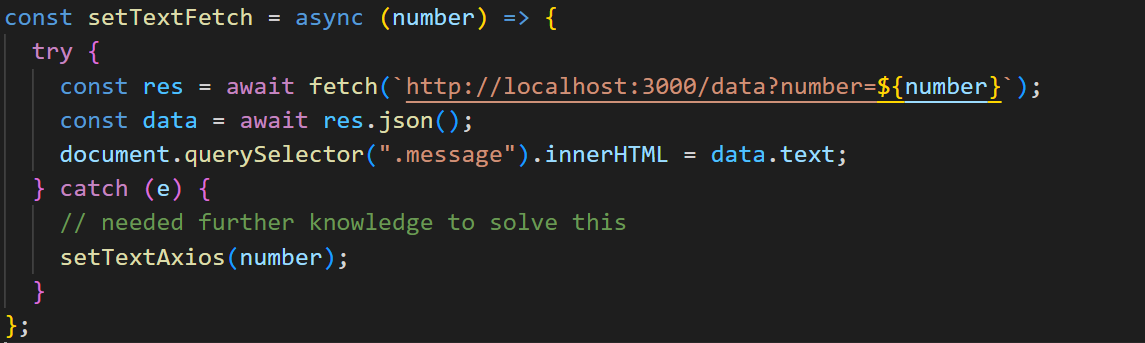 const setTextFetch = async (number) => {
  try {
    const res = await fetch(`http://localhost:3000/data?number=${number}`);
    const data = await res.json();
    document.querySelector(".message").innerHTML = data.text;
  } catch (e) {
    // needed further knowledge to solve this
    setTextAxios(number);
  }
};